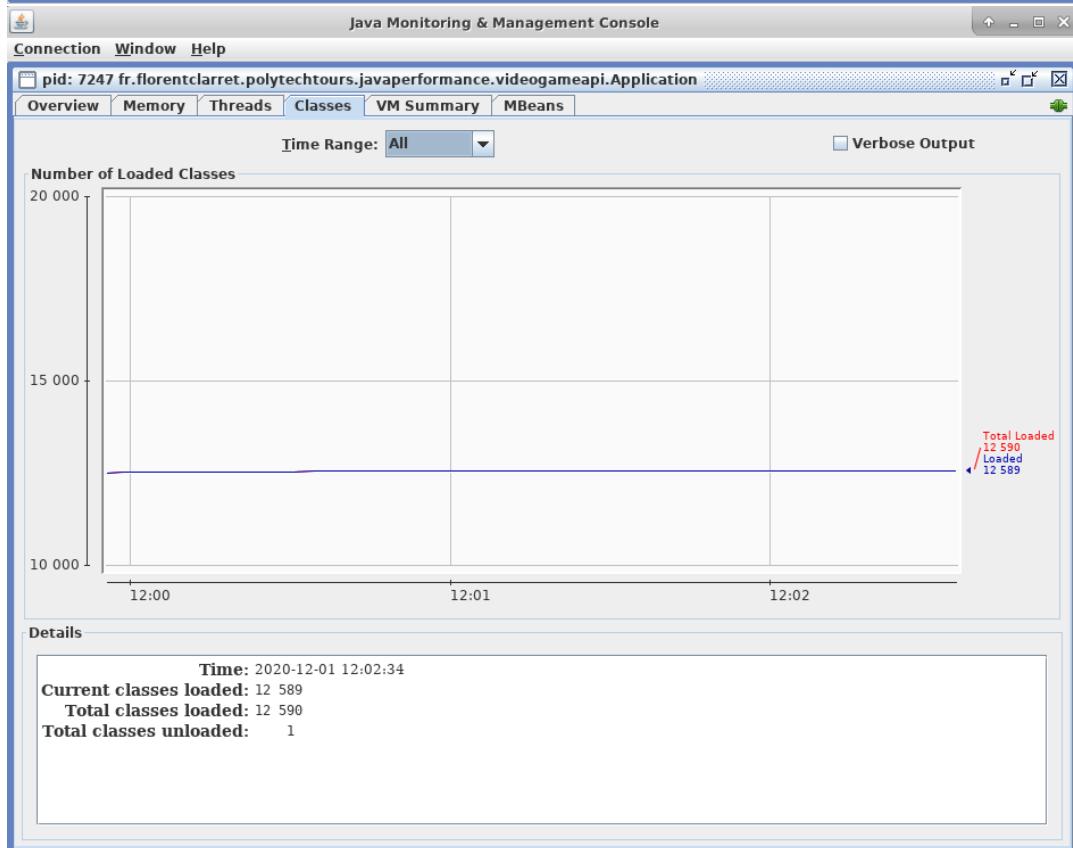 Java Monitoring & Management Console
Connection Window Help
pid: 7247 fr.florentclarret.polytechtours.javaperformance.videogameapi.Application
Overview Memory Threads Classes VM Summary MBeans
Time Range: All Verbose Output
Number of Loaded Classes
20 000
15 000
10 000
Total Loaded
12 590
Loaded
12 589
12:00 12:01 12:02
Details
Time: 2020-12-01 12:02:34
Current classes loaded: 12 589
Total classes loaded: 12 590
Total classes unloaded: 1